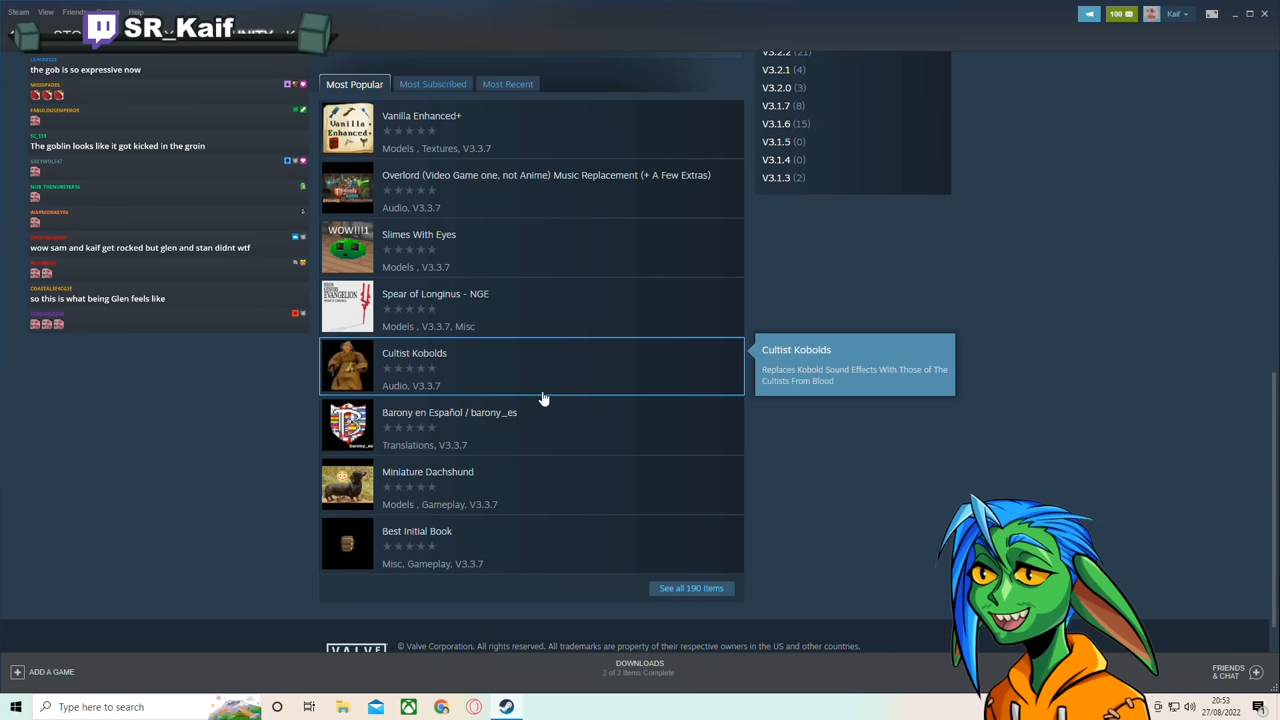 Steam View Friends Games Help
SR_Kaif
100
Kaif
the gob is so expressive now
MISSSPADES
FABULOUSEMPEROR
SC_133
The goblin looks like it got kicked in the groin
GREYWOLF47
NUB_THENUBSTER16
wow sam and kaif get rocked but glen and stan didnt wtf
so this is what being Glen feels like
Most Popular
Most Subscribed
Most Recent
Vanilla + Enhanced+
Vanilla Enhanced+
Models , Textures, V3.3.7
Overlord (Video Game one, not Anime) Music Replacement (+ A Few Extras)
Audio, V3.3.7
WOW!!!1
Slimes With Eyes
Models , V3.3.7
Spear of Longinus - NGE
Models , V3.3.7, Misc
Cultist Kobolds
Audio, V3.3.7
Barony en Español / barony_es
Translations, V3.3.7
Miniature Dachshund
Models , Gameplay, V3.3.7
Best Initial Book
Misc, Gameplay, V3.3.7
See all 190 Items
V3.2.2 (21)
V3.2.1 (4)
V3.2.0 (3)
V3.1.7 (8)
V3.1.6 (15)
V3.1.5 (0)
V3.1.4 (0)
V3.1.3 (2)
Cultist Kobolds
Replaces Kobold Sound Effects With Those of The
Cultists From Blood
VALVE
© Valve Corporation. All rights reserved. All trademarks are property of their respective owners in the US and other countries.
ADD A GAME
DOWNLOADS
2 of 2 Items Complete
FRIENDS
& CHAT
Type here to search
20:53
27/08/2022